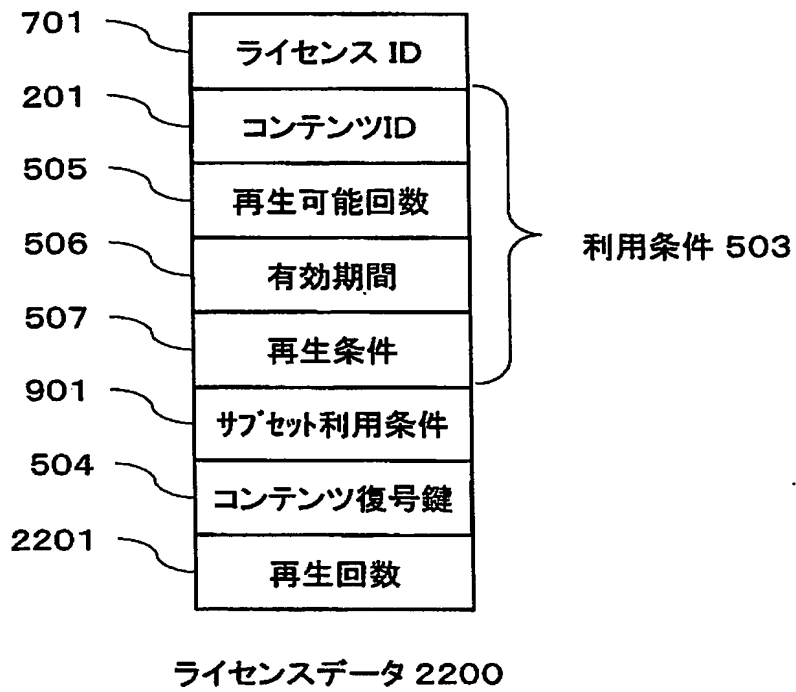 701 ライセンス ID
201 コンテンツID
505 再生可能回数
506 有効期間
利用条件 503
507 再生条件
901 ｻﾌﾞｾｯﾄ利用条件
504 コンテンツ復号鍵
2201 再生回数
ライセンスデータ 2200